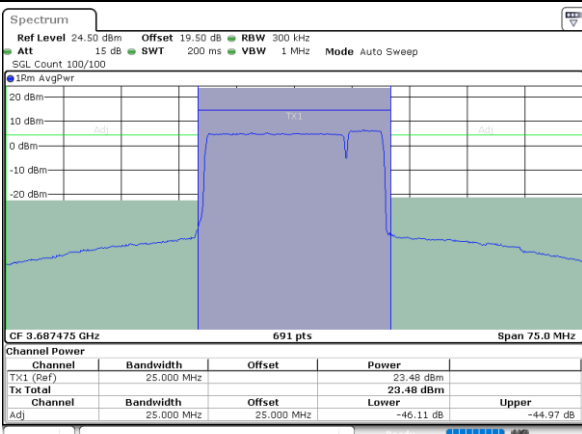 Spectrum
Ref Level 24.50 dBm Offset 19.50 dB RBW 300 kHz
Att 15 dB SWT 200 ms VBW 1 MHz Mode Auto Sweep
SGL Count 100/100
1Rm AvgPwr
20 dBm
TX1
10 dBm
Adj Adj
0 dBm
-10 dBm
-20 dBm
CF 3.687475 GHz 691 pts Span 75.0 MHz
Channel Power
Channel Bandwidth Offset Power
TX1 (Ref) 25.000 MHz 23.48 dBm
Tx Total 23.48 dBm
Channel Bandwidth Offset Lower Upper
Adj 25.000 MHz 25.000 MHz -46.11 dB -44.97 dB